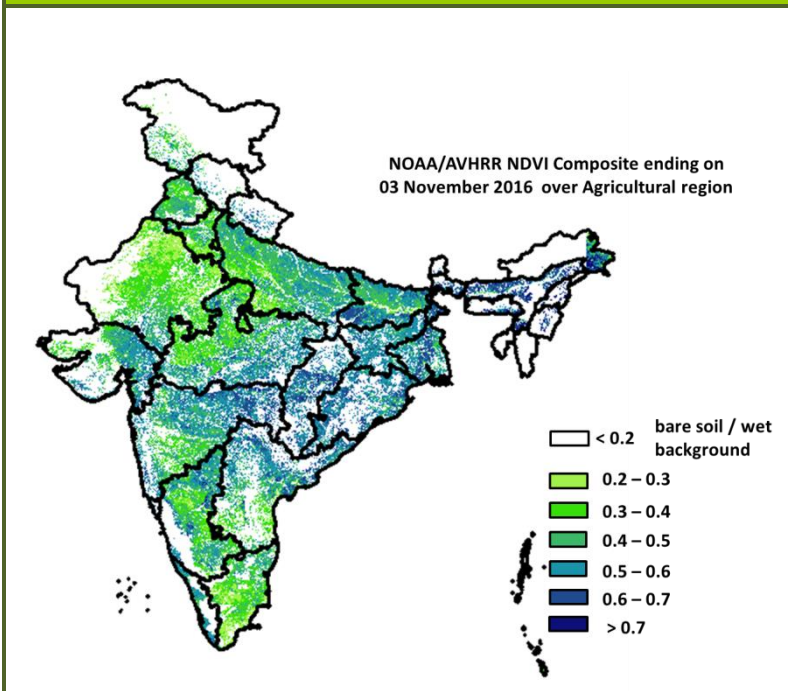 NOAA/AVHRR NDVI Composite ending on
03 November 2016 over Agricultural region
< 0.2 bare soil / wet
background
0.2 – 0.3
0.3 – 0.4
0.4 – 0.5
0.5 – 0.6
0.6 – 0.7
> 0.7